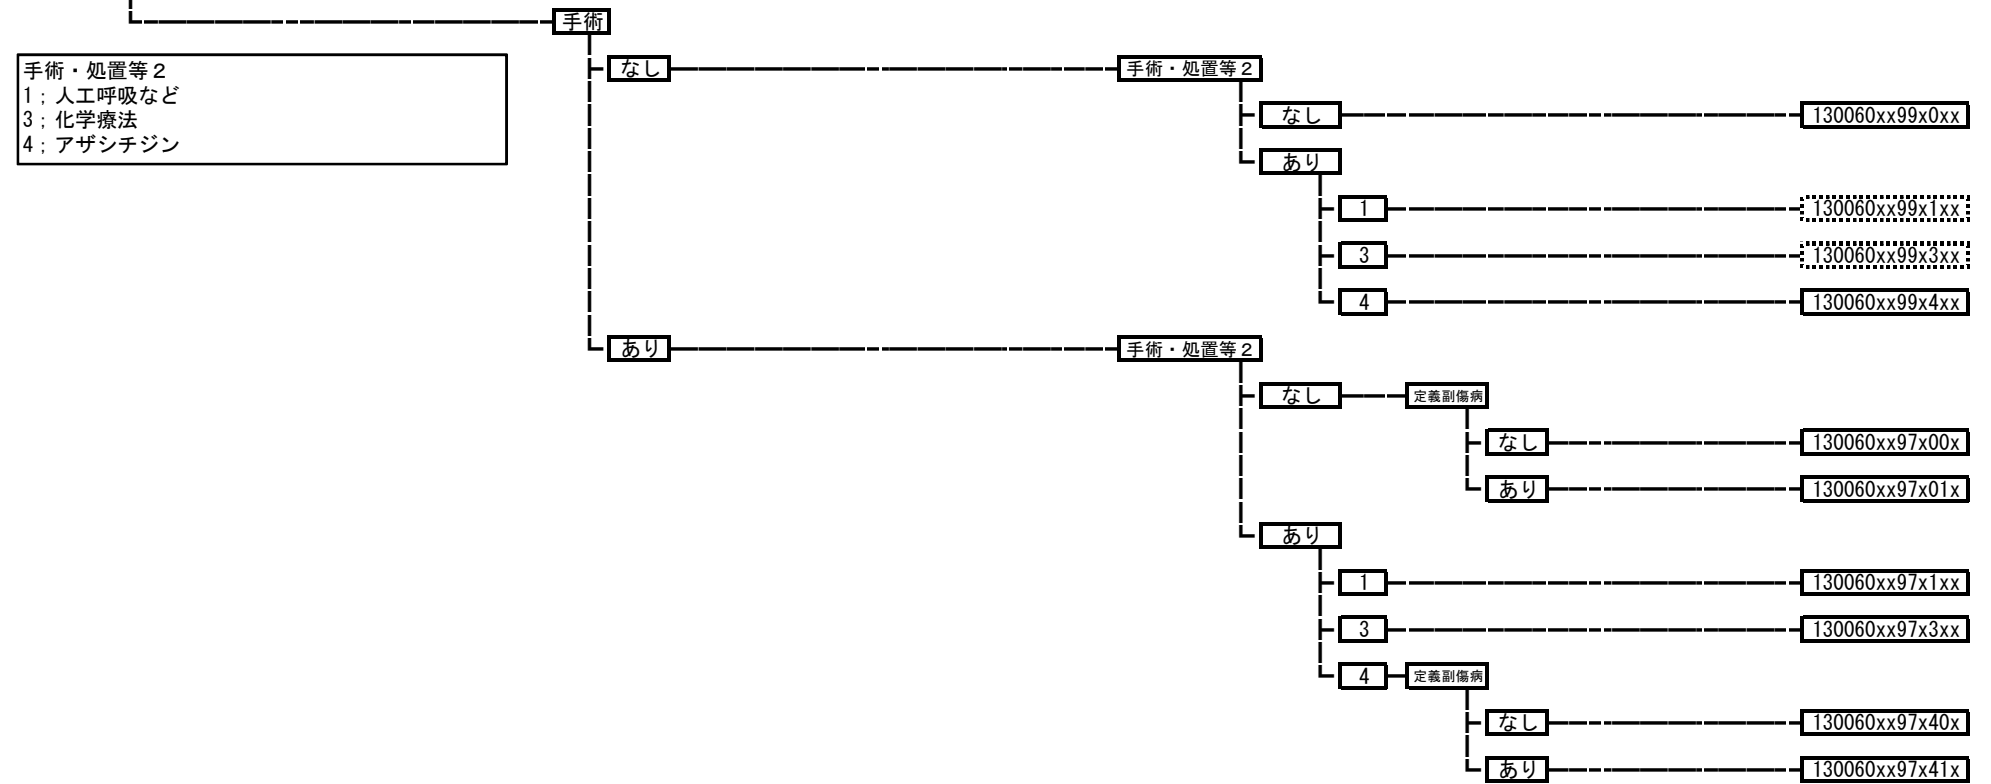 手術
手術・処置等２
1；人工呼吸など
3；化学療法
4；アザシチジン
なし
手術・処置等２
なし
130060xx99x0xx
あり
1
130060xx99x1xx
3
130060xx99x3xx
4
130060xx99x4xx
あり
手術・処置等２
なし
定義副傷病
なし
130060xx97x00x
あり
130060xx97x01x
あり
1
130060xx97x1xx
3
130060xx97x3xx
4
定義副傷病
なし
130060xx97x40x
あり
130060xx97x41x